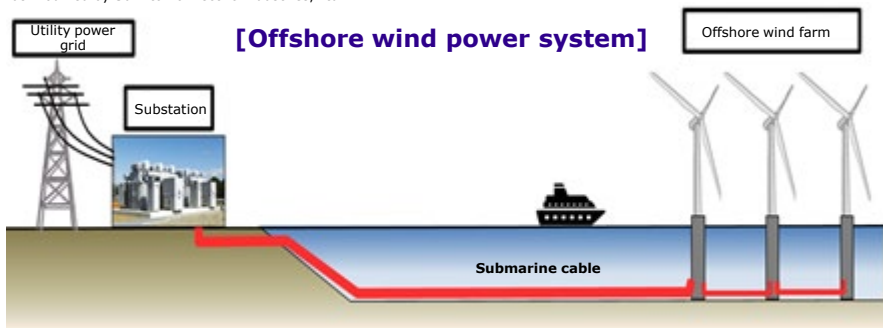 Utility power
grid
[Offshore wind power system]
Offshore wind farm
Substation
Submarine cable